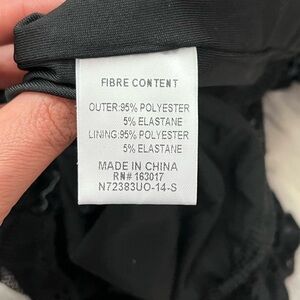 FIBRE CONTENT
OUTER:95% POLYESTER
5% ELASTANE
LINING:95% POLYESTER
5% ELASTANE
MADE IN CHINA
RN# 163017
N72383UO-14-S